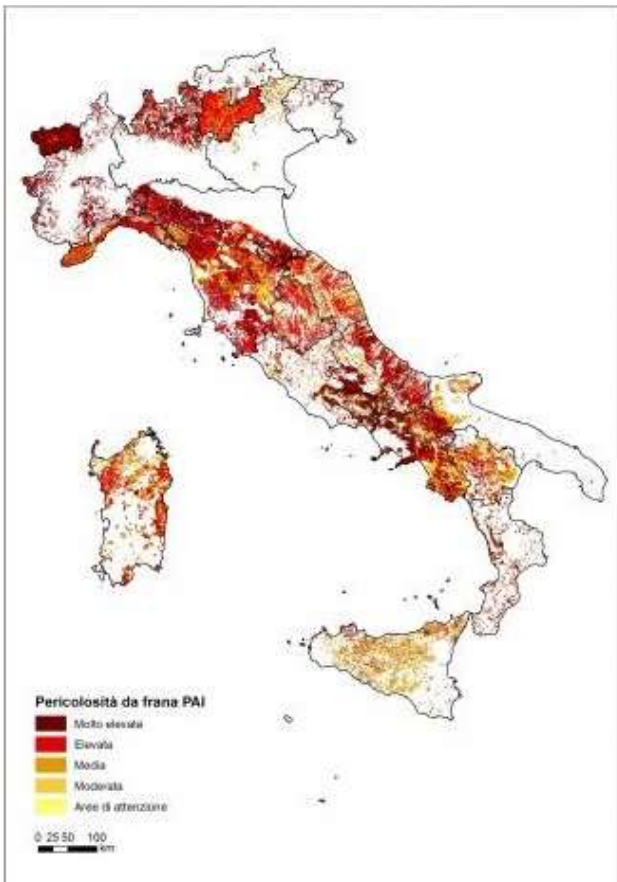 Pericolosità da frana PAI
Molto elevata
Elevata
Media
Moderata
Aree di attenzione
0 25 50 100
km